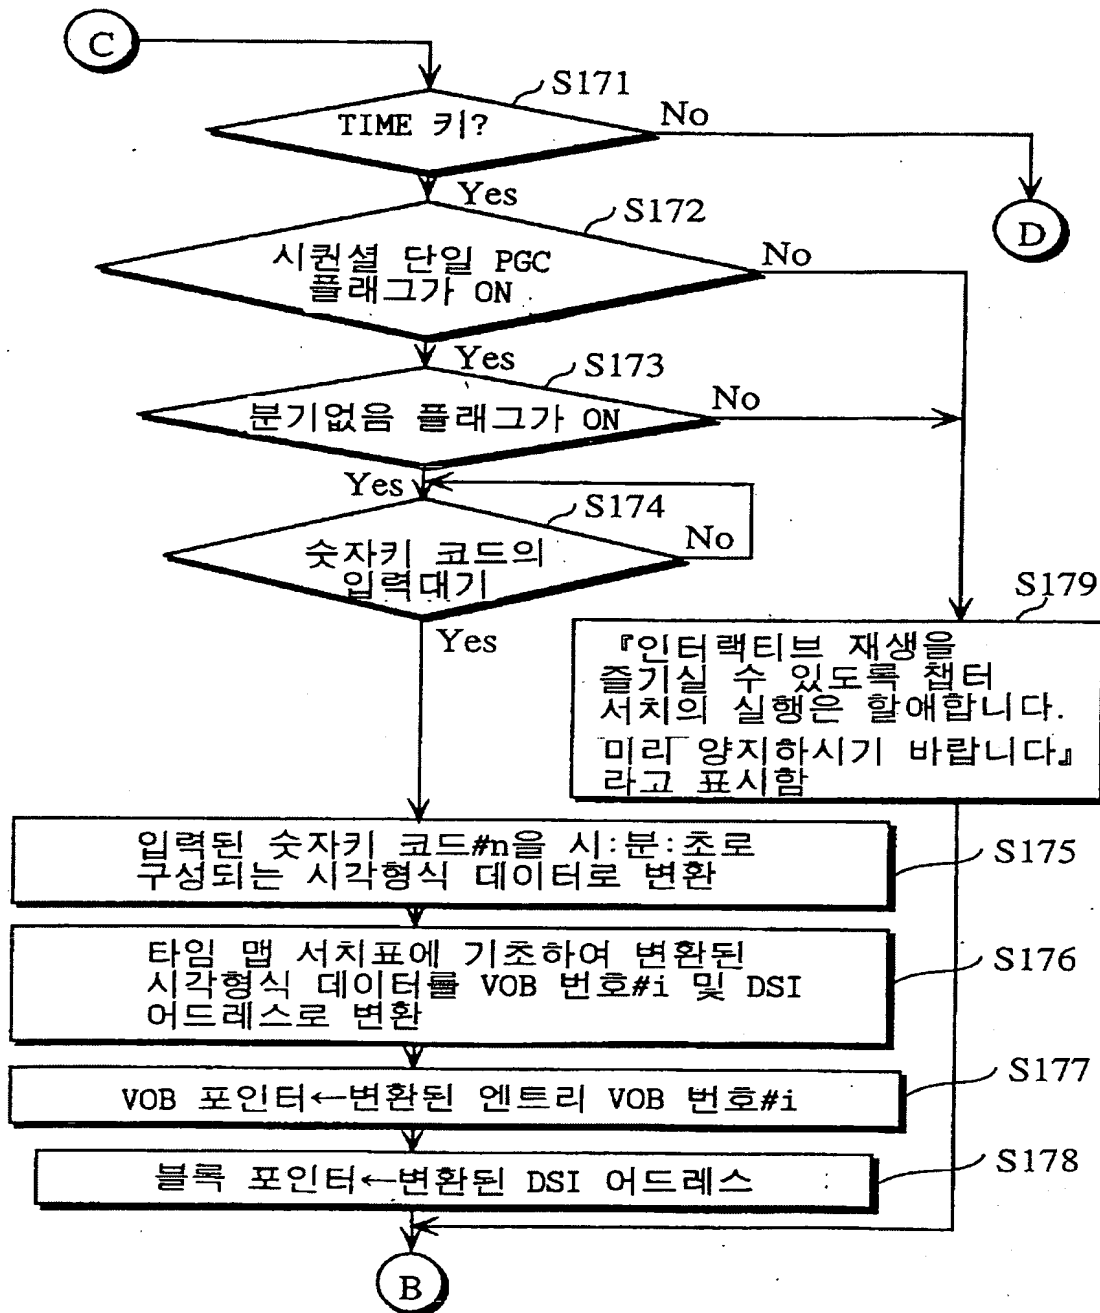 C
S171
TIME 키?
No
Yes
S172
D
시퀀셜 단일 PGC
플래그가 ON
No
Yes
S173
분기없음 플래그가 ON
No
Yes
S174
숫자키 코드의
입력대기
No
Yes
S179
『인터랙티브 재생을
즐기실 수 있도록 챕터
서치의 실행은 할애합니다.
미리 양지하시기 바랍니다』
라고 표시함
입력된 숫자키 코드#n을 시:분:초로
구성되는 시각형식 데이터로 변환
S175
타임 맵 서치표에 기초하여 변환된
시각형식 데이터를 VOB 번호#i 및 DSI
어드레스로 변환
S176
VOB 포인터←변환된 엔트리 VOB 번호#i
S177
블록 포인터←변환된 DSI 어드레스
S178
B